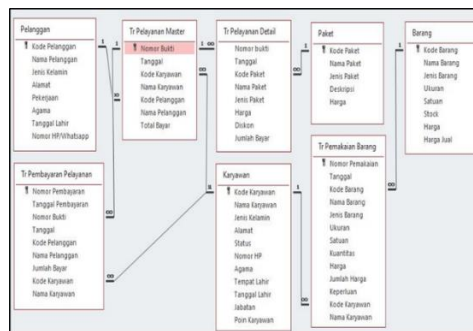 Pelanggan
Kode Pelanggan
Nama Pelanggan
Jenis Kelamin
Alamat
Pekerjaan
Agama
Tanggal Lahir
Nomor HP/Whatsapp
Tr Pelayanan Master
Nomor Bukti
Tanggal
Kode Karyawan
Nama Karyawan
Kode Pelanggan
Nama Pelanggan
Total Bayar
Tr Pelayanan Detail
Nomor bukti
Tanggal
Kode Paket
Nama Paket
Jenis Paket
Harga
Diskon
Jumlah Bayar
Paket
Kode Paket
Nama Paket
Jenis Paket
Deskripsi
Harga
Barang
Kode Barang
Nama Barang
Jenis Barang
Ukuran
Satuan
Stock
Harga
Harga Jual
Tr Pembayaran Pelayanan
Nomor Pembayaran
Tanggal Pembayaran
Nomor Bukti
Tanggal
Kode Pelanggan
Nama Pelanggan
Jumlah Bayar
Kode Karyawan
Nama Karyawan
Karyawan
Kode Karyawan
Nama Karyawan
Jenis Kelamin
Alamat
Status
Nomor HP
Agama
Tempat Lahir
Tanggal Lahir
Jabatan
Poin Karyawan
Tr Pemakaian Barang
Nomor Pemakaian
Tanggal
Kode Barang
Nama Barang
Jenis Barang
Ukuran
Satuan
Kuantitas
Harga
Jumlah Harga
Keperluan
Kode Karyawan
Nama Karyawan
1
1
1
∞
1
∞
1
∞
∞
∞
∞
1
∞
∞